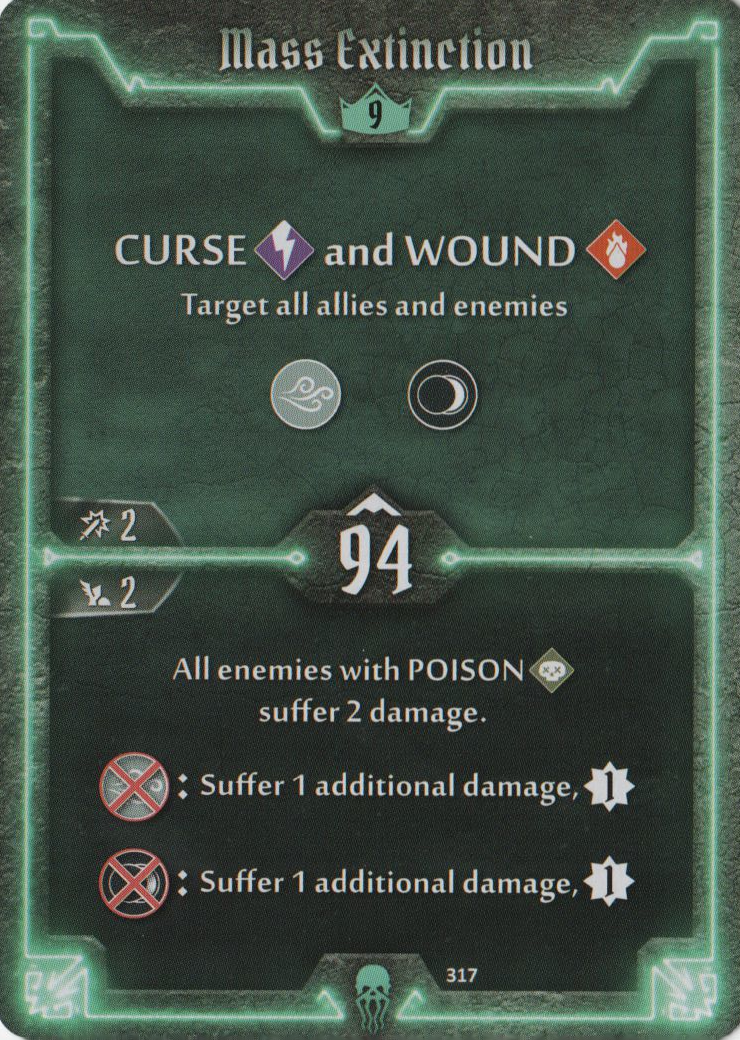 Mass Extinction
9
CURSE and WOUND
Target all allies and enemies
2
94
2
All enemies with POISON
suffer 2 damage.
: Suffer 1 additional damage, 1
: Suffer 1 additional damage, 1
317